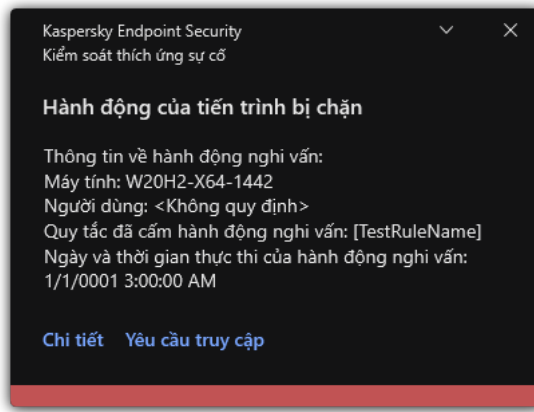 Kaspersky Endpoint Security
Kiểm soát thích ứng sự cố
Hành động của tiến trình bị chặn
Thông tin về hành động nghi vấn:
Máy tính: W20H2-X64-1442
Người dùng: <Không quy định>
Quy tắc đã cấm hành động nghi vấn: [TestRuleName]
Ngày và thời gian thực thi của hành động nghi vấn:
1/1/0001 3:00:00 AM
Chi tiết Yêu cầu truy cập